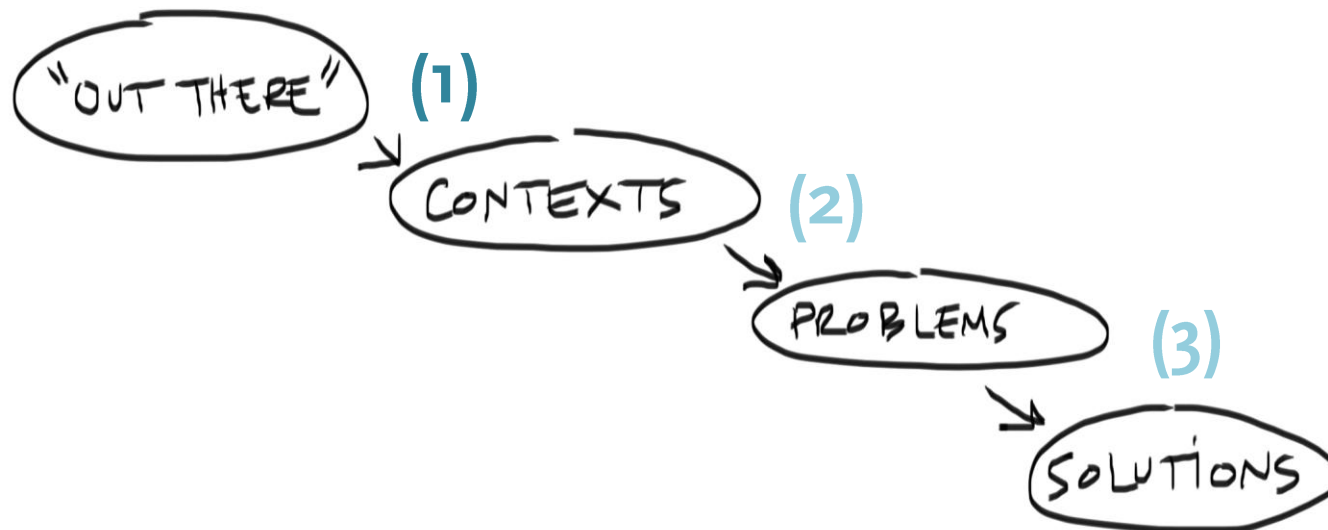 "OUT THERE"
(1)
CONTEXTS
(2)
PROBLEMS
(3)
SOLUTIONS